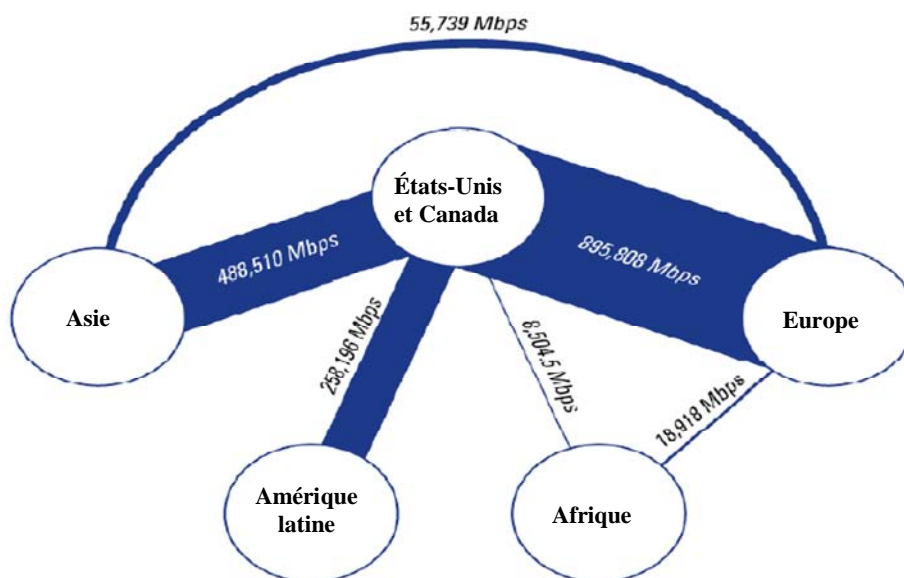 55,739 Mbps
États-Unis
et Canada
488,510 Mbps
895,808 Mbps
Asie
Europe
258,196 Mbps
8,504.5 Mbps
18,918 Mbps
Amérique
latine
Afrique